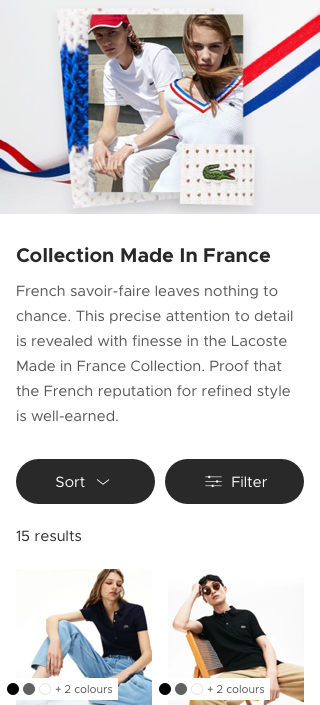 Collection Made In France
French savoir-faire leaves nothing to
chance. This precise attention to detail
is revealed with finesse in the Lacoste
Made in France Collection. Proof that
the French reputation for refined style
is well-earned.
Sort
Filter
15 results
+ 2 colours
+ 2 colours